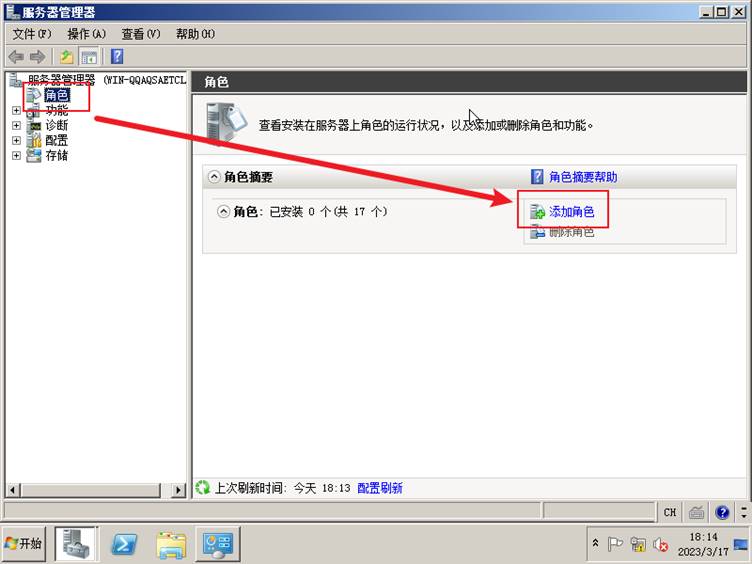 服务器管理器
文件(F) 操作(A) 查看(V) 帮助(H)
服务器管理器 (WIN-QQAQSAETCL
角色
功能
诊断
配置
存储
角色
查看安装在服务器上角色的运行状况,以及添加或删除角色和功能。
角色摘要
角色摘要帮助
角色: 已安装 0 个(共 17 个)
添加角色
删除角色
上次刷新时间: 今天 18:13 配置刷新
CH
开始
18:14
2023/3/17